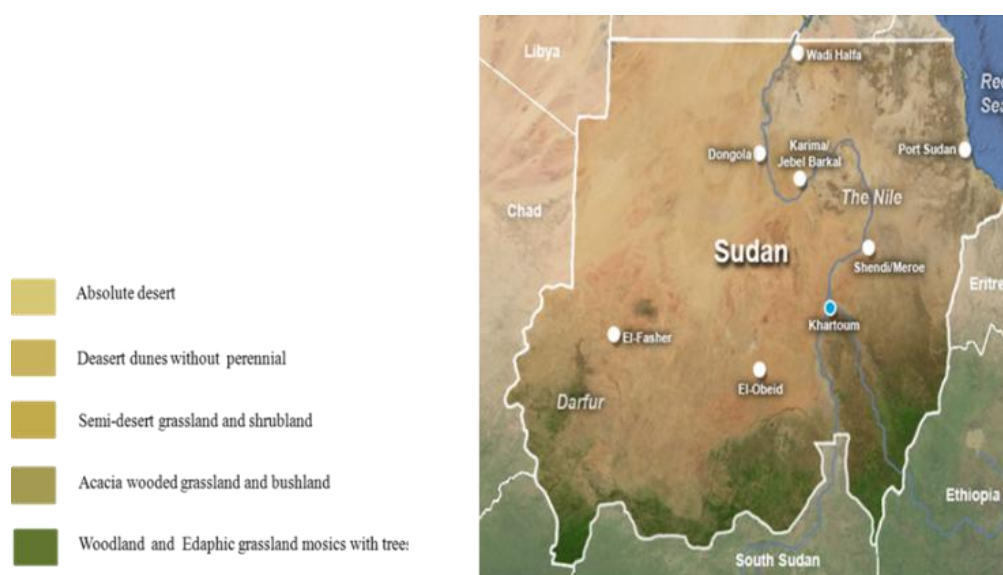 Absolute desert
Deasert dunes without perennial
Semi-desert grassland and shrubland
Acacia wooded grassland and bushland
Woodland and Edaphic grassland mosics with trees
Libya
Wadi Halfa
Red
Sea
Dongola
Karima/
Jebel Barkal
Port Sudan
Chad
The Nile
Sudan
Shendi/Meroe
Eritre
Khartoum
El-Fasher
El-Obeid
Darfur
Ethiopia
South Sudan